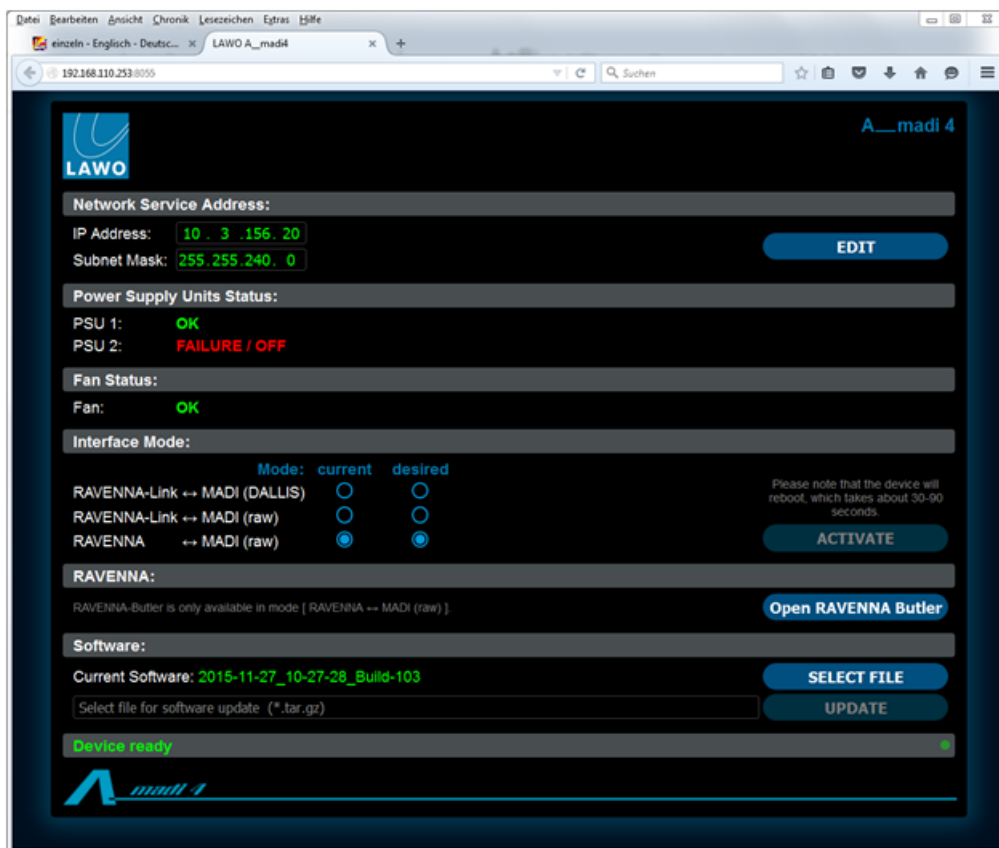 Datei Bearbeiten Ansicht Chronik Lesezeichen Extras Hilfe
einzeln - Englisch - Deutsc... × LAWO A__madi4 × +
192.168.110.253:8055 Suchen
LAWO
A__madi 4
Network Service Address:
IP Address: 10 . 3 .156. 20
EDIT
Subnet Mask: 255.255.240. 0
Power Supply Units Status:
PSU 1: OK
PSU 2: FAILURE / OFF
Fan Status:
Fan: OK
Interface Mode:
Mode: current desired
RAVENNA-Link ↔ MADI (DALLIS)
RAVENNA-Link ↔ MADI (raw)
RAVENNA ↔ MADI (raw)
Please note that the device will
reboot, which takes about 30-90
seconds.
ACTIVATE
RAVENNA:
RAVENNA-Butler is only available in mode [ RAVENNA ↔ MADI (raw) ].
Open RAVENNA Butler
Software:
Current Software: 2015-11-27_10-27-28_Build-103
SELECT FILE
Select file for software update (*.tar.gz)
UPDATE
Device ready
A__madi 4